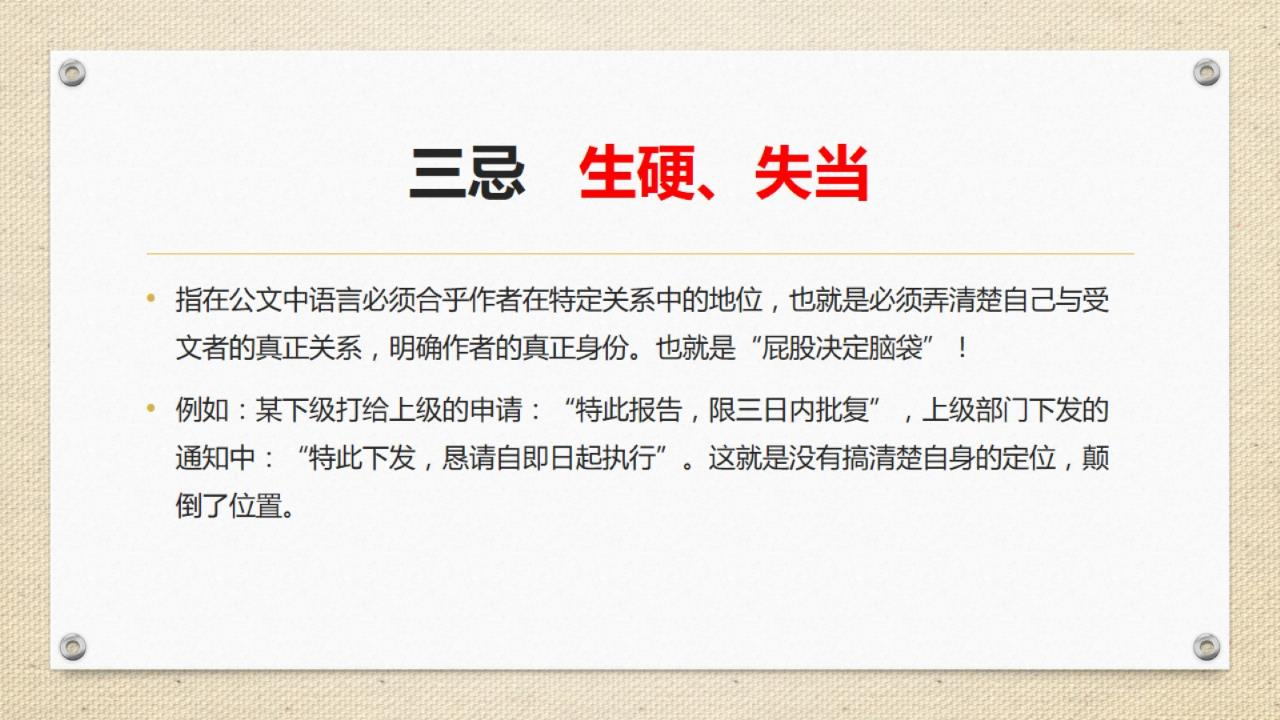 三忌　生硬、失当
• 指在公文中语言必须合乎作者在特定关系中的地位，也就是必须弄清楚自己与受
文者的真正关系，明确作者的真正身份。也就是“屁股决定脑袋”！
• 例如：某下级打给上级的申请：“特此报告，限三日内批复”，上级部门下发的
通知中：“特此下发，恳请自即日起执行”。这就是没有搞清楚自身的定位，颠
倒了位置。